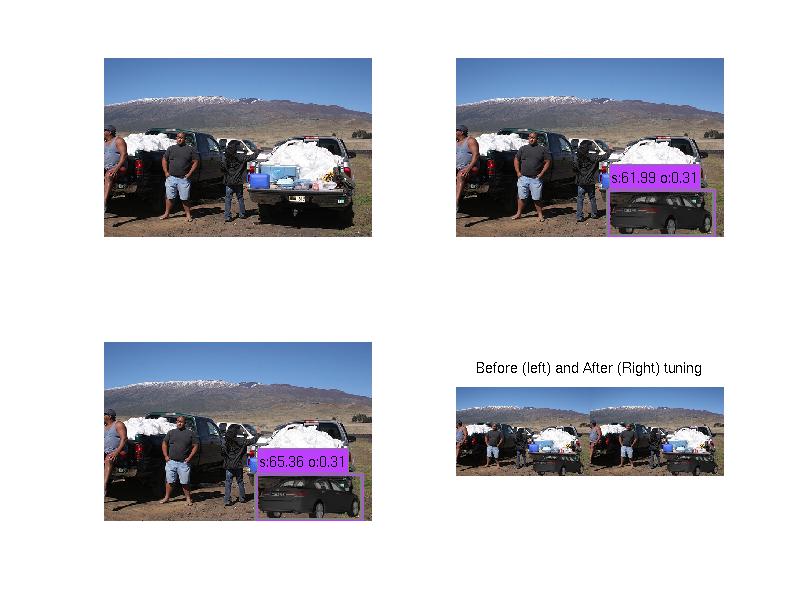 s:61.99 o:0.31
s:65.36 o:0.31
Before (left) and After (Right) tuning